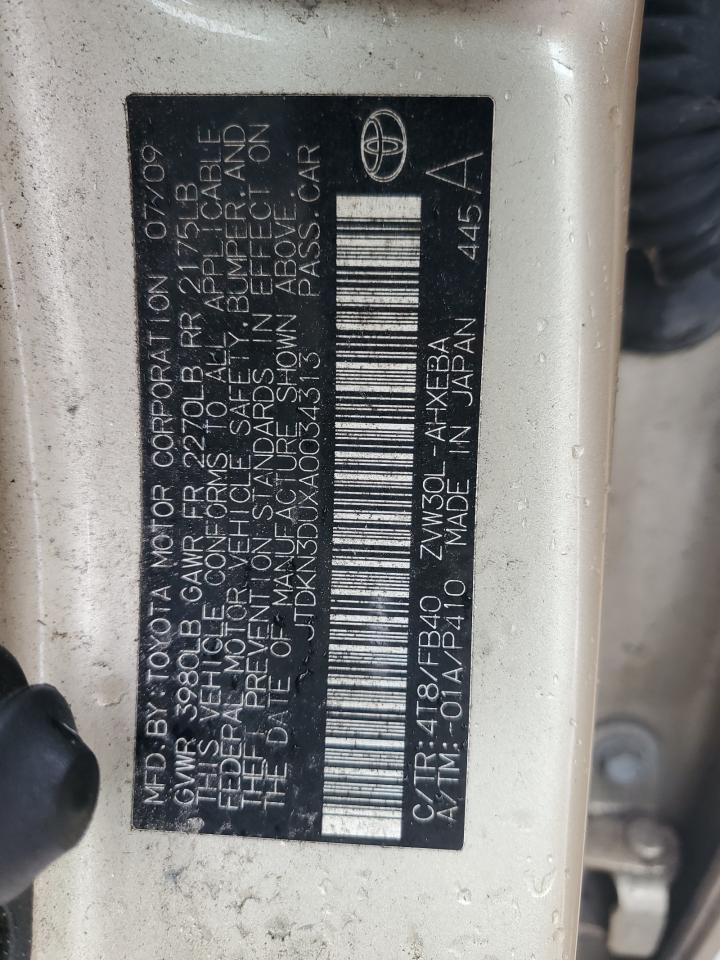 MFD.BY TOYOTA MOTOR CORPORATION 07/09
GVWR 3980LB GAWR FR 2270LB RR 2175LB
THIS VEHICLE CONFORMS TO ALL APPLICABLE
FEDERAL MOTOR VEHICLE SAFETY, BUMPER, AND
THEFT PREVENTION STANDARDS IN EFFECT ON
THE DATE OF MANUFACTURE SHOWN ABOVE.
JTDKN3DUXA0034313 PASS.CAR
C/TR:4T8/FB40 ZVW30L-AHXEBA 445 A
A/TM:-01A/P410 MADE IN JAPAN